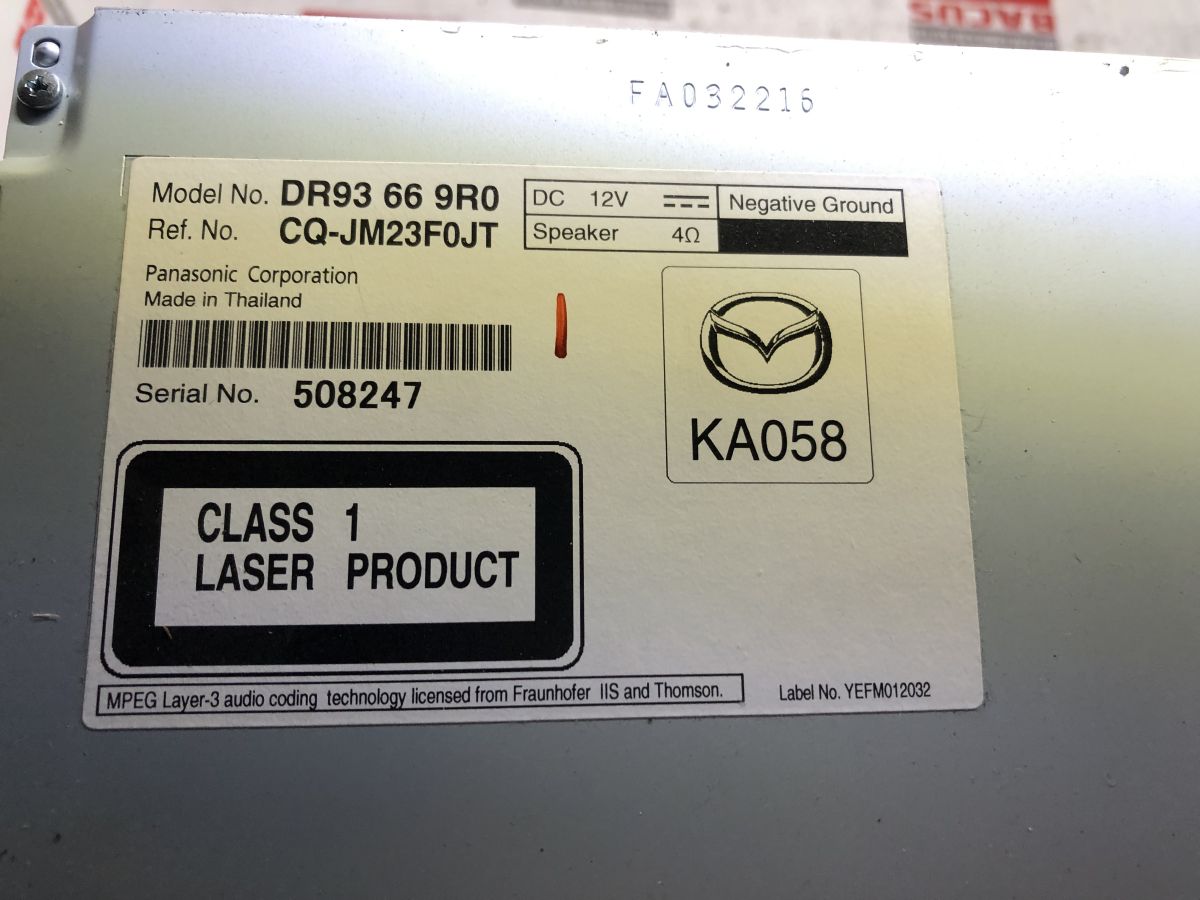 BACUS
FA032216
Model No. DR93 66 9R0
Ref. No. CQ-JM23F0JT
DC 12V
Negative Ground
Speaker 4Ω
Panasonic Corporation
Made in Thailand
Serial No. 508247
KA058
CLASS 1
LASER PRODUCT
MPEG Layer-3 audio coding technology licensed from Fraunhofer IIS and Thomson.
Label No. YEFM012032